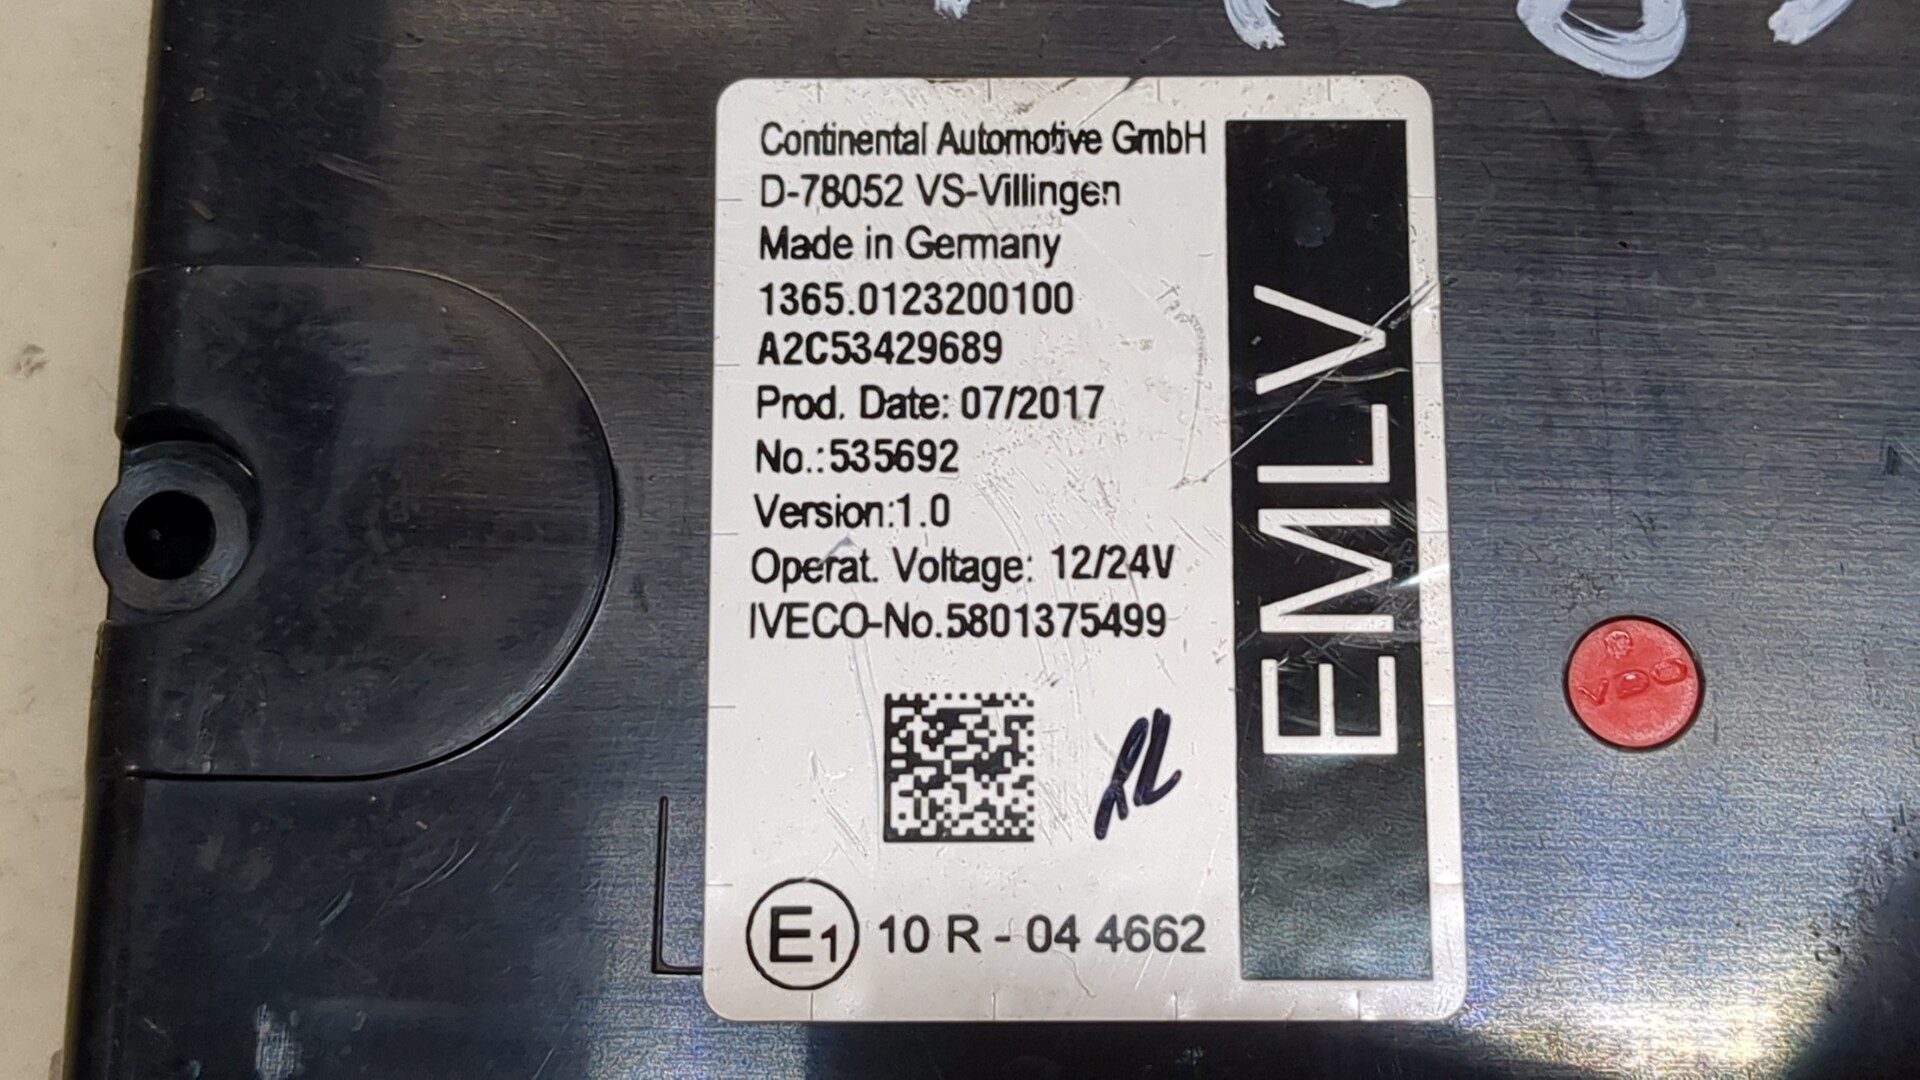 Continental Automotive GmbH
D-78052 VS-Villingen
Made in Germany
1365.0123200100
A2C53429689
Prod. Date: 07/2017
No.:535692
Version:1.0
Operat. Voltage: 12/24V
IVECO-No.5801375499
E1 10 R - 04 4662
EMLV
VDO